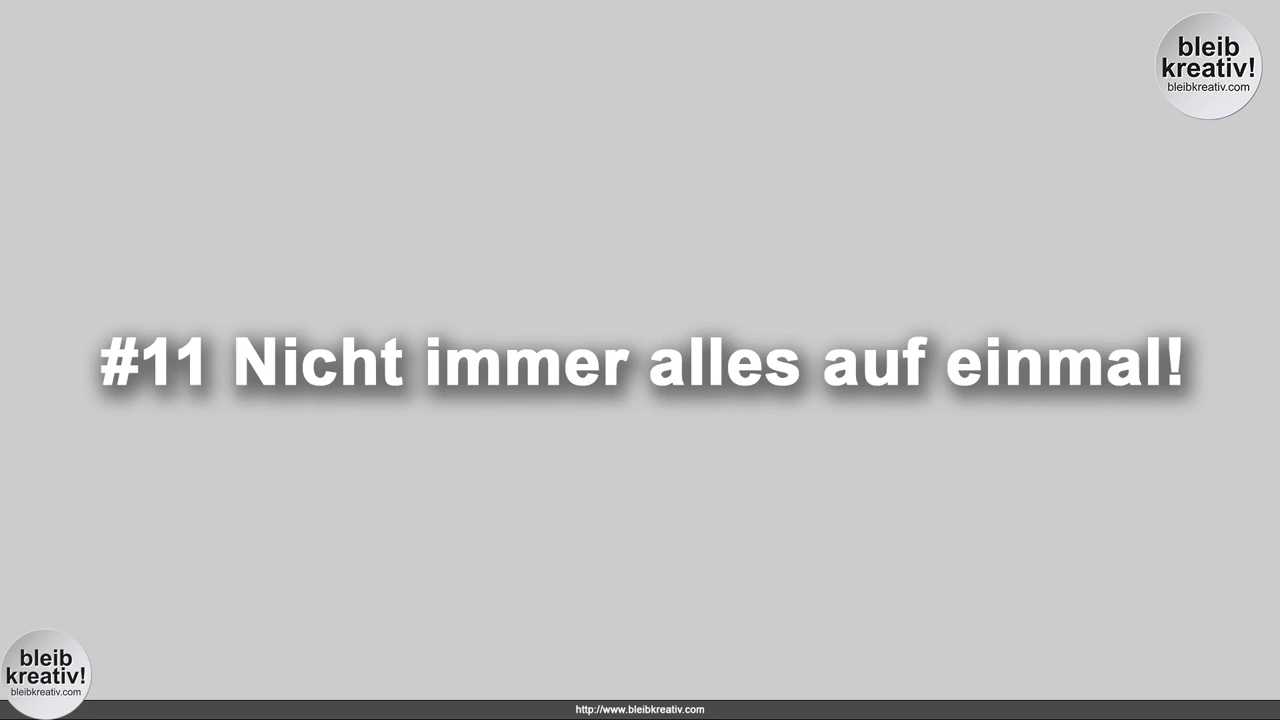 bleib
kreativ!
bleibkreativ.com
#11 Nicht immer alles auf einmal!
bleib
kreativ!
bleibkreativ.com
http://www.bleibkreativ.com